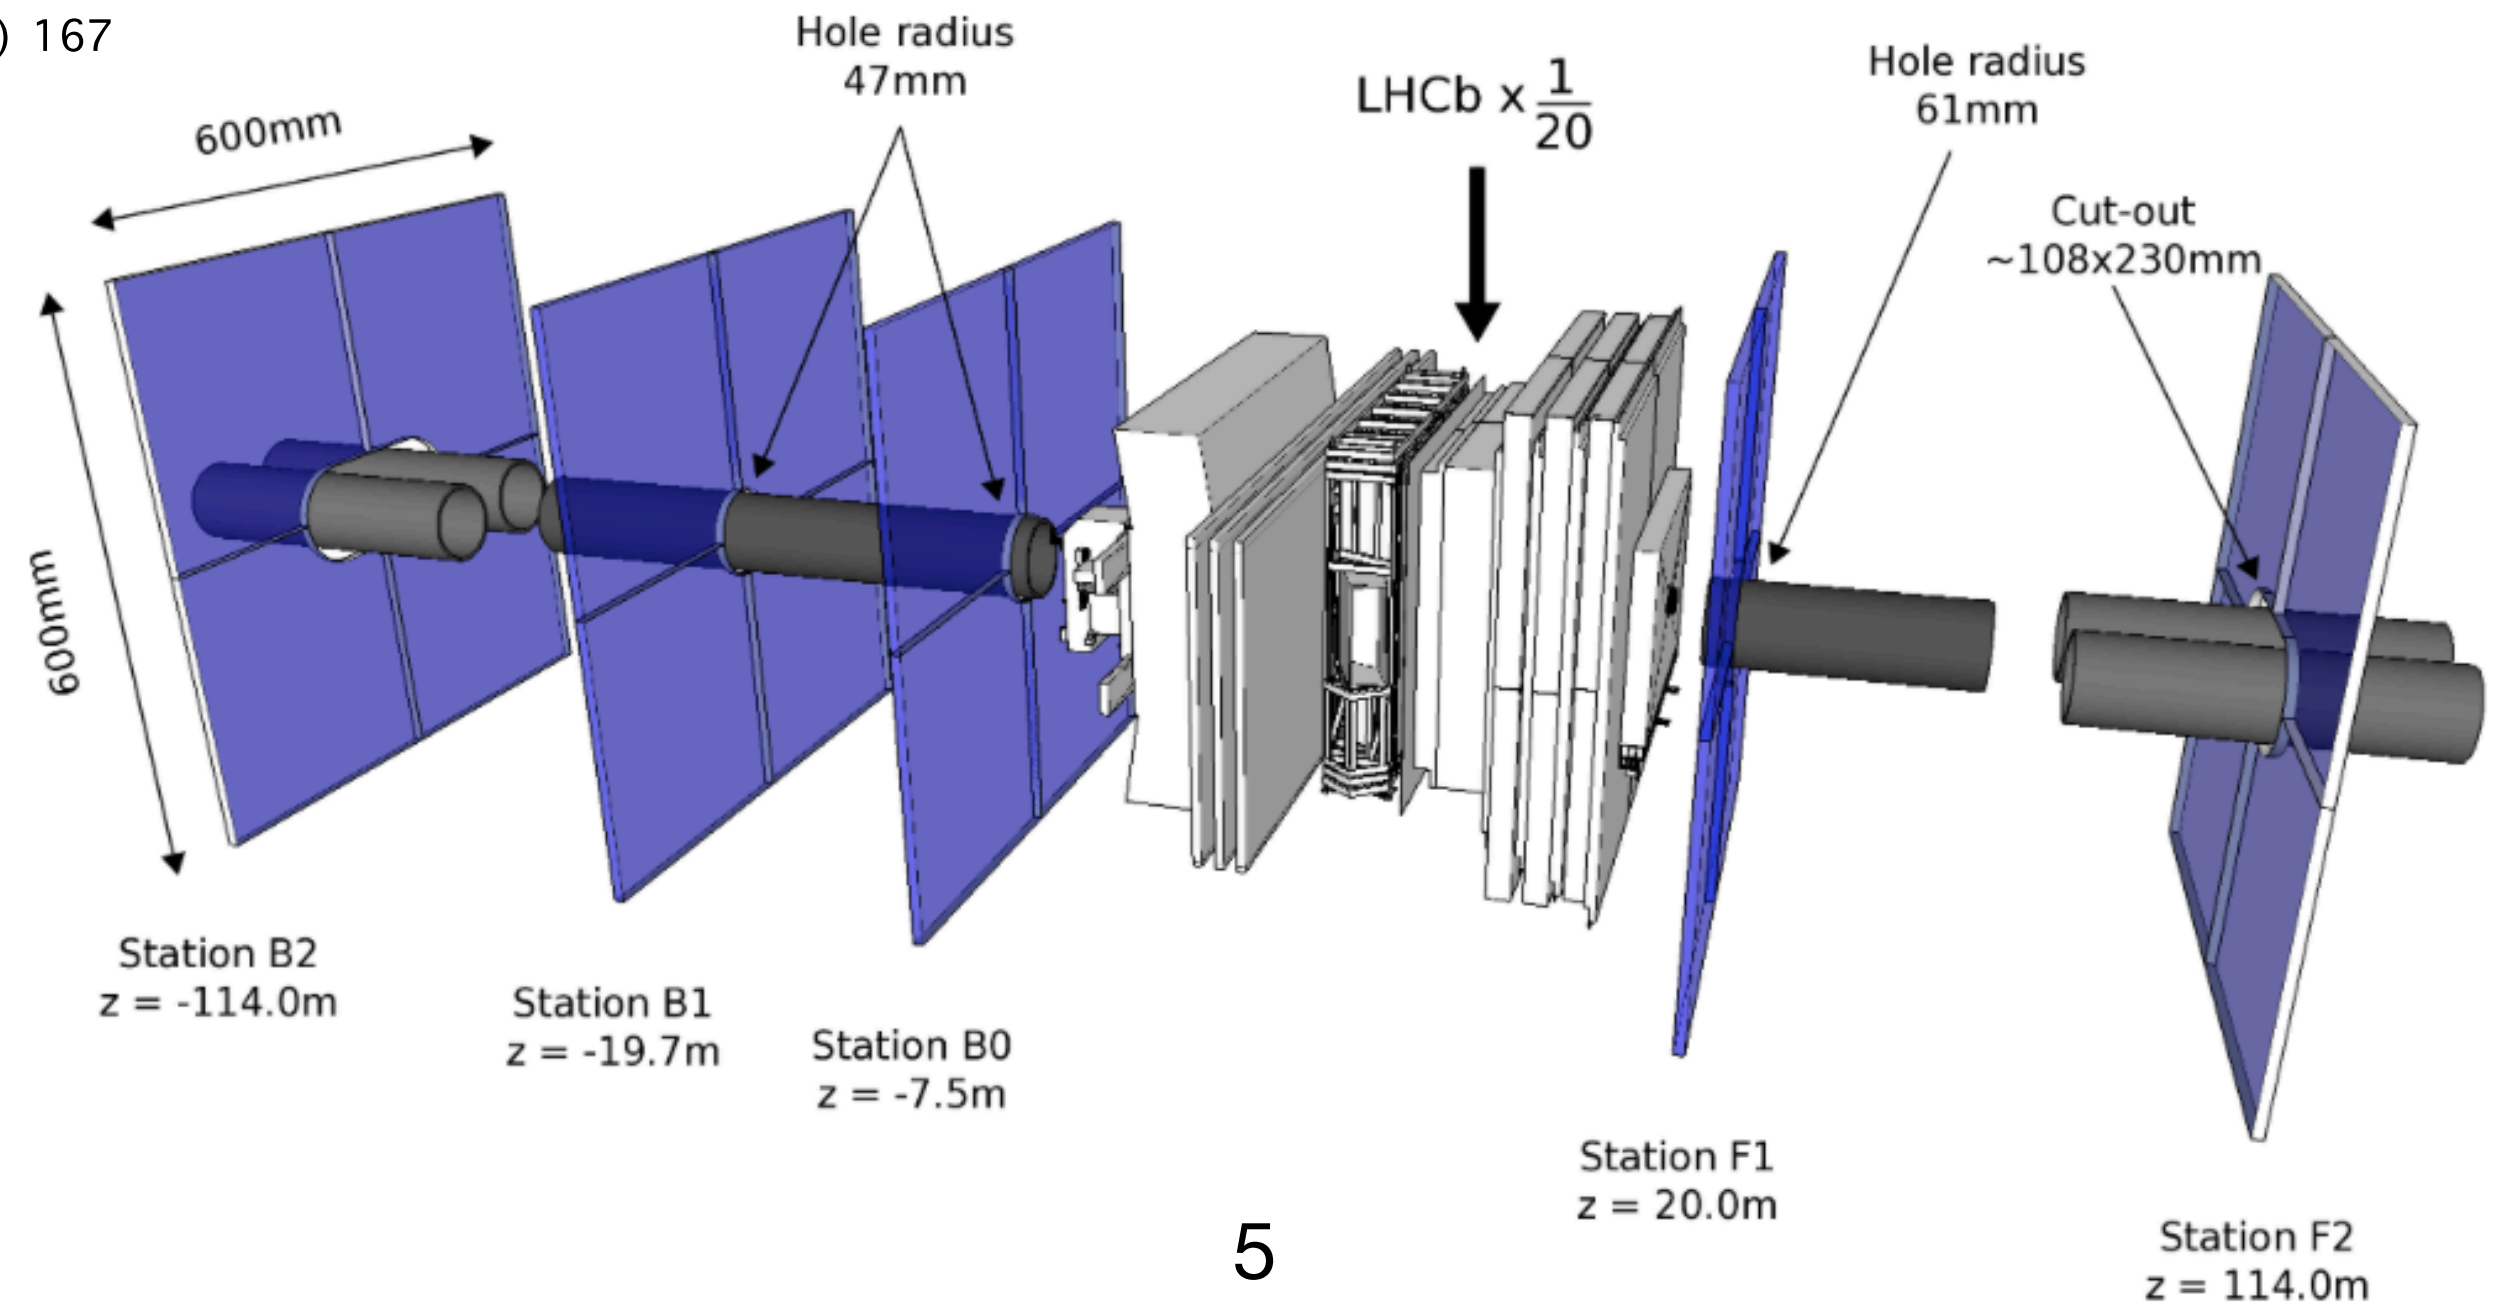 ) 167
Hole radius
47mm
LHCb x 1/20
Hole radius
61mm
Cut-out
~108x230mm
600mm
600mm
Station B2
z = -114.0m
Station B1
z = -19.7m
Station B0
z = -7.5m
Station F1
z = 20.0m
Station F2
z = 114.0m
5